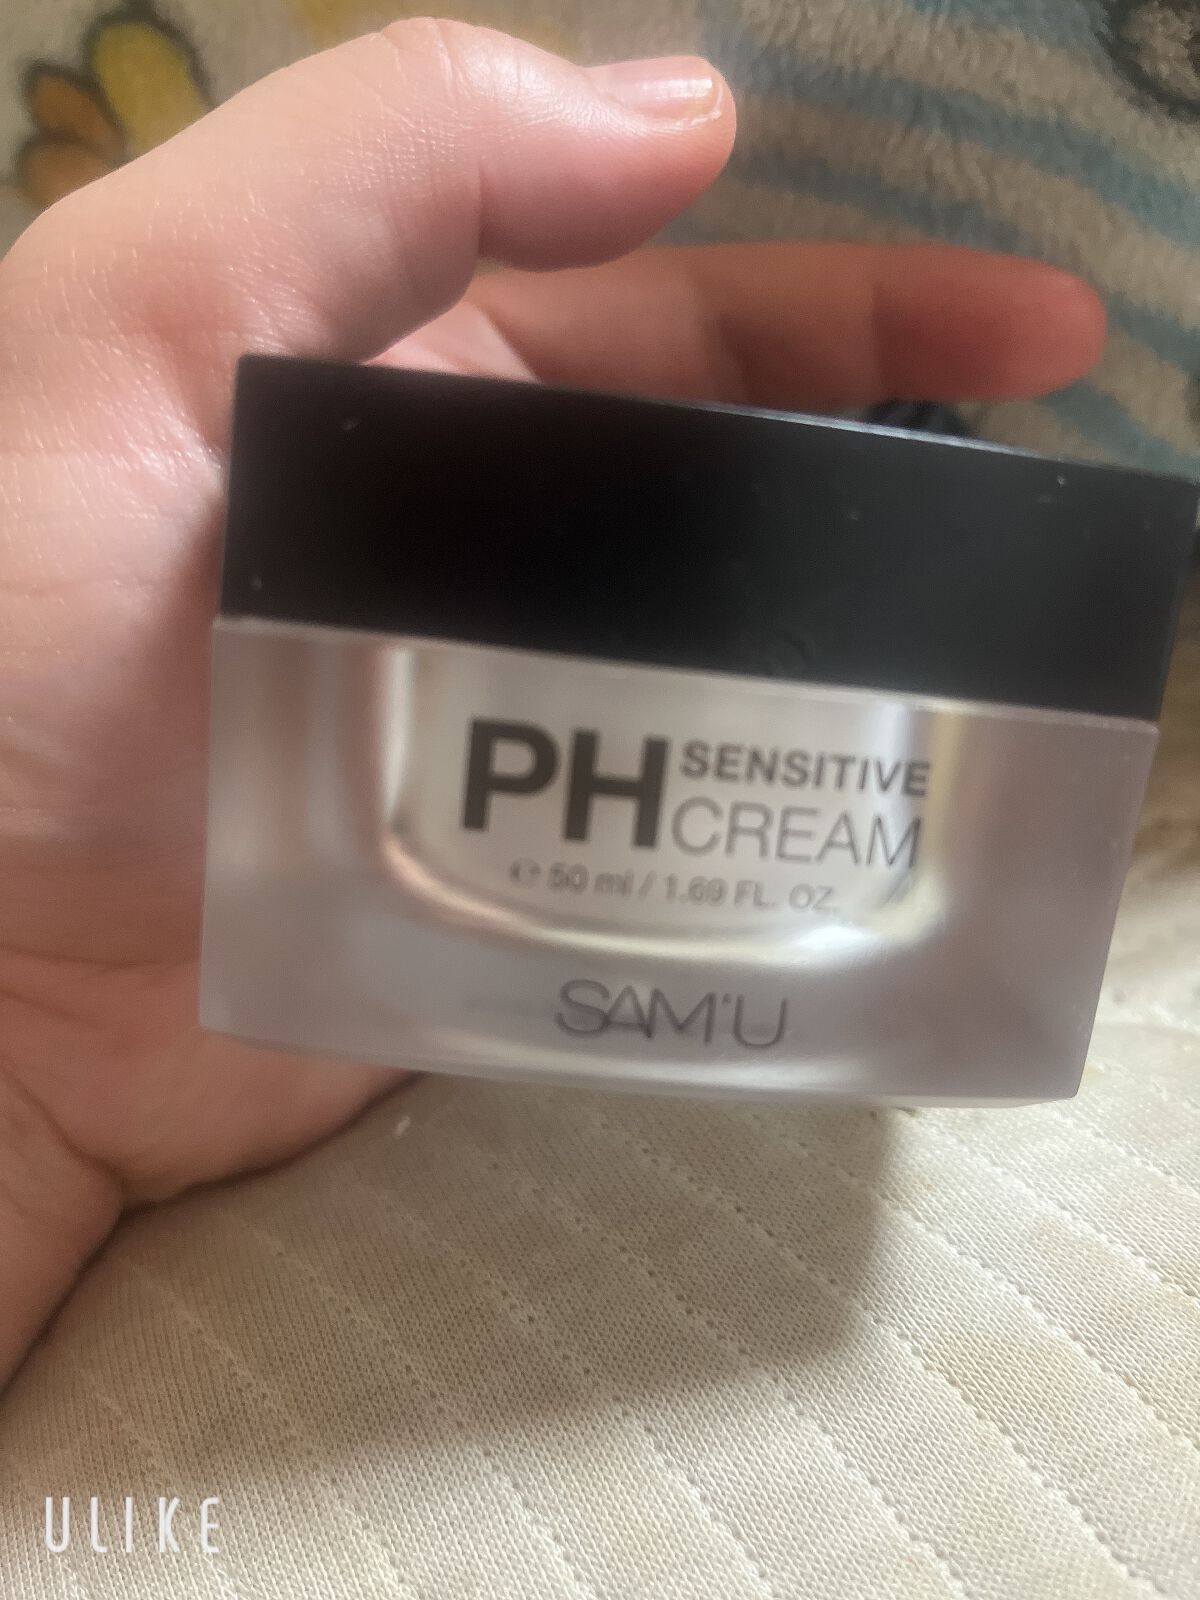 PH SENSITIVE
CREAM
℮ 50 ml / 1.69 FL. OZ.
SAM'U
ULIKE